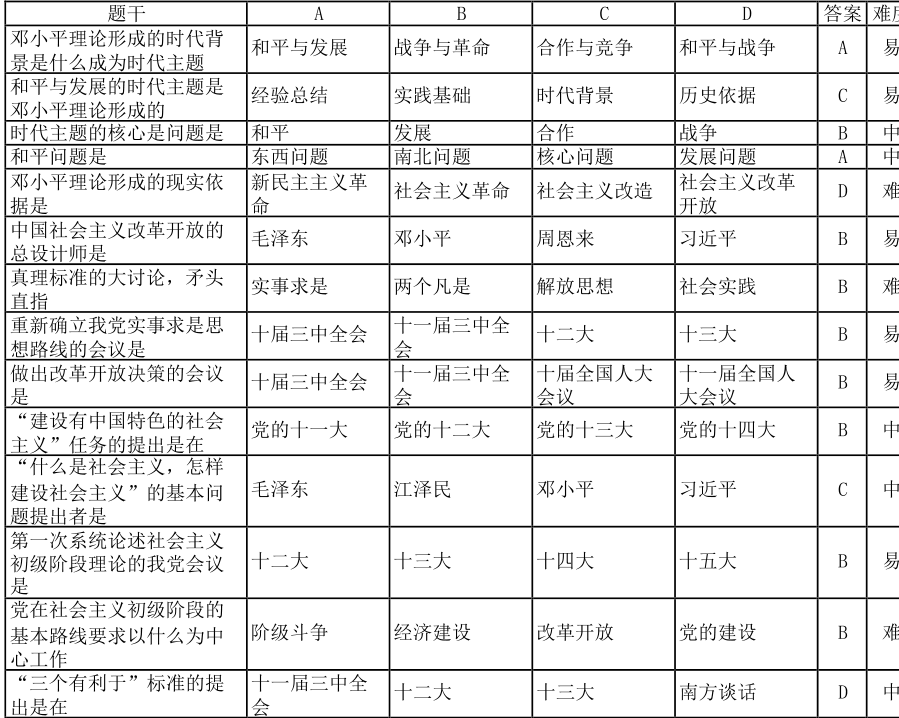 题干
A
B
C
D
答案
难度
邓小平理论形成的时代背
景是什么成为时代主题
和平与发展
战争与革命
合作与竞争
和平与战争
A
易
和平与发展的时代主题是
邓小平理论形成的
经验总结
实践基础
时代背景
历史依据
C
易
时代主题的核心是问题是
和平
发展
合作
战争
B
中
和平问题是
东西问题
南北问题
核心问题
发展问题
A
中
邓小平理论形成的现实依
据是
新民主主义革
命
社会主义革命
社会主义改造
社会主义改革
开放
D
难
中国社会主义改革开放的
总设计师是
毛泽东
邓小平
周恩来
习近平
B
易
真理标准的大讨论，矛头
直指
实事求是
两个凡是
解放思想
社会实践
B
难
重新确立我党实事求是思
想路线的会议是
十届三中全会
十一届三中全
会
十二大
十三大
B
易
做出改革开放决策的会议
是
十届三中全会
十一届三中全
会
十届全国人大
会议
十一届全国人
大会议
B
易
“建设有中国特色的社会
主义”任务的提出是在
党的十一大
党的十二大
党的十三大
党的十四大
B
中
“什么是社会主义，怎样
建设社会主义”的基本问
题提出者是
毛泽东
江泽民
邓小平
习近平
C
中
第一次系统论述社会主义
初级阶段理论的我党会议
是
十二大
十三大
十四大
十五大
B
易
党在社会主义初级阶段的
基本路线要求以什么为中
心工作
阶级斗争
经济建设
改革开放
党的建设
B
难
“三个有利于”标准的提
出是在
十一届三中全
会
十二大
十三大
南方谈话
D
中